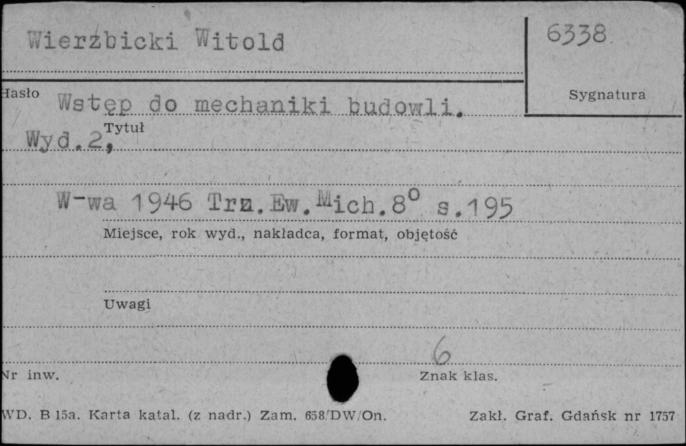 Wierzbicki Witold
6338
Hasło
Sygnatura
Wstęp do mechaniki budowli.
Tytuł
Wyd.2,
W-wa 1946 Trz.Ew.Mich.8° s.195
Miejsce, rok wyd., nakładca, format, objętość
Uwagi
6
Nr inw.
Znak klas.
WD. B 15a. Karta katal. (z nadr.) Zam. 658/DW/On.
Zakł. Graf. Gdańsk nr 1757